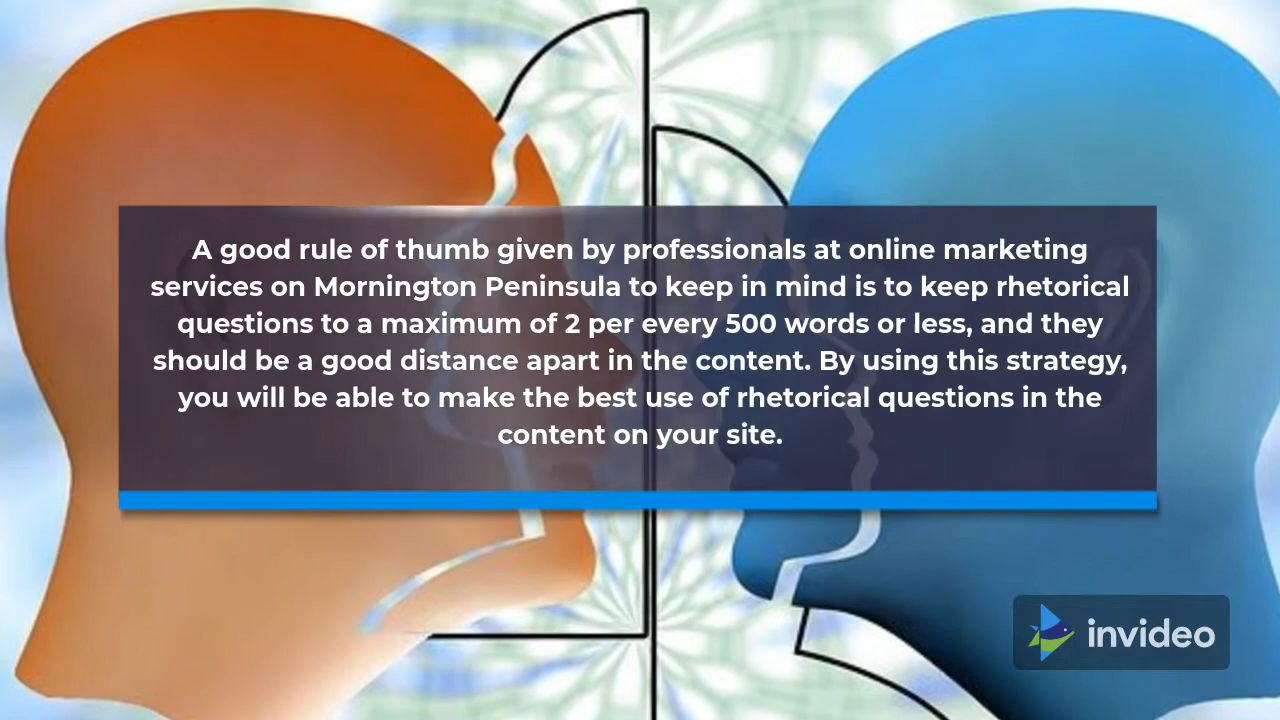 A good rule of thumb given by professionals at online marketing
services on Mornington Peninsula to keep in mind is to keep rhetorical
questions to a maximum of 2 per every 500 words or less, and they
should be a good distance apart in the content. By using this strategy,
you will be able to make the best use of rhetorical questions in the
content on your site.
invideo